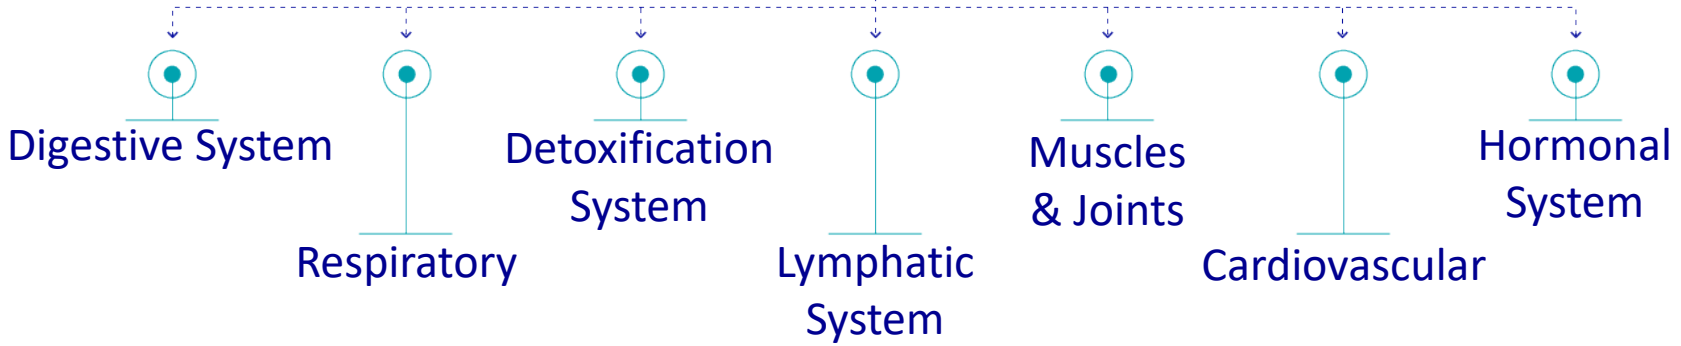 Digestive System
Respiratory
Detoxification
System
Lymphatic
System
Muscles
& Joints
Cardiovascular
Hormonal
System